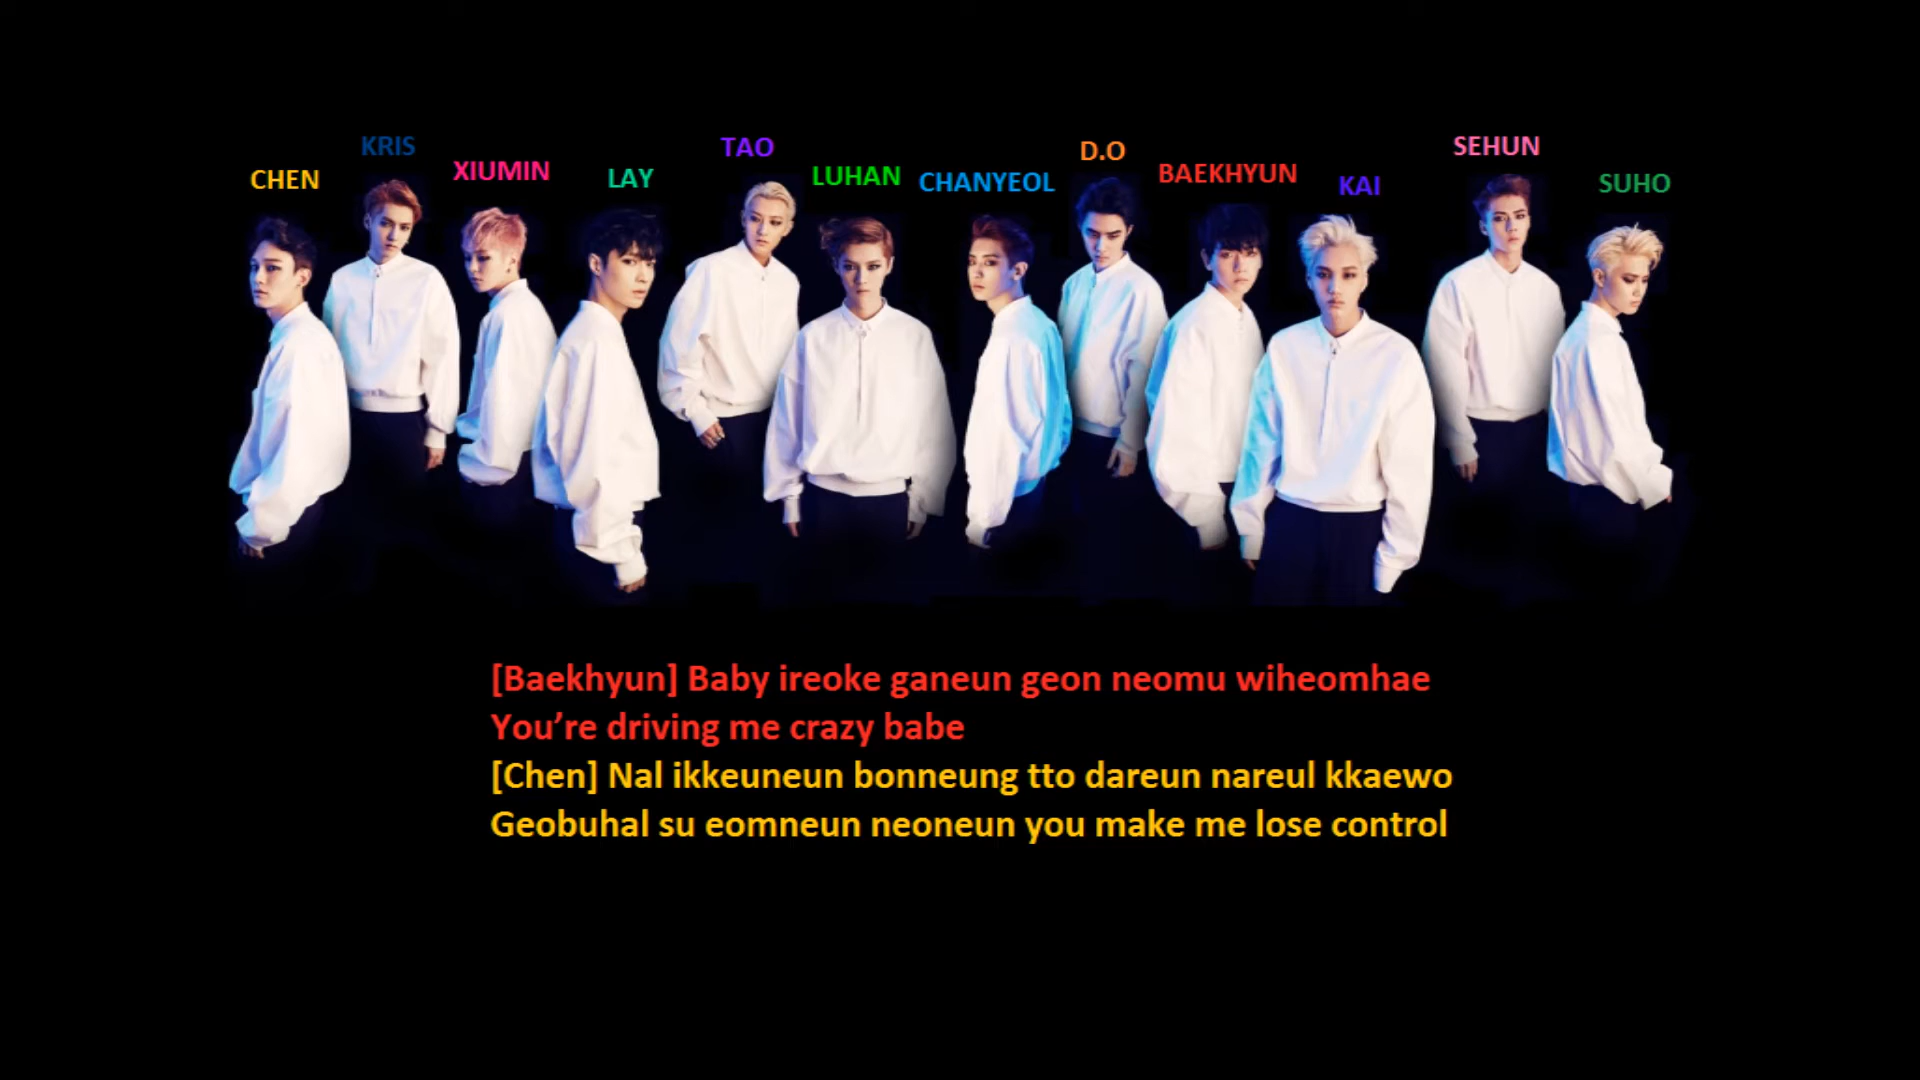 CHEN KRIS XIUMIN LAY TAO LUHAN CHANYEOL D.O BAEKHYUN KAI SEHUN SUHO
[Baekhyun] Baby ireoke ganeun geon neomu wiheomhae
You’re driving me crazy babe
[Chen] Nal ikkeuneun bonneung tto dareun nareul kkaewo
Geobuhal su eomneun neoneun you make me lose control